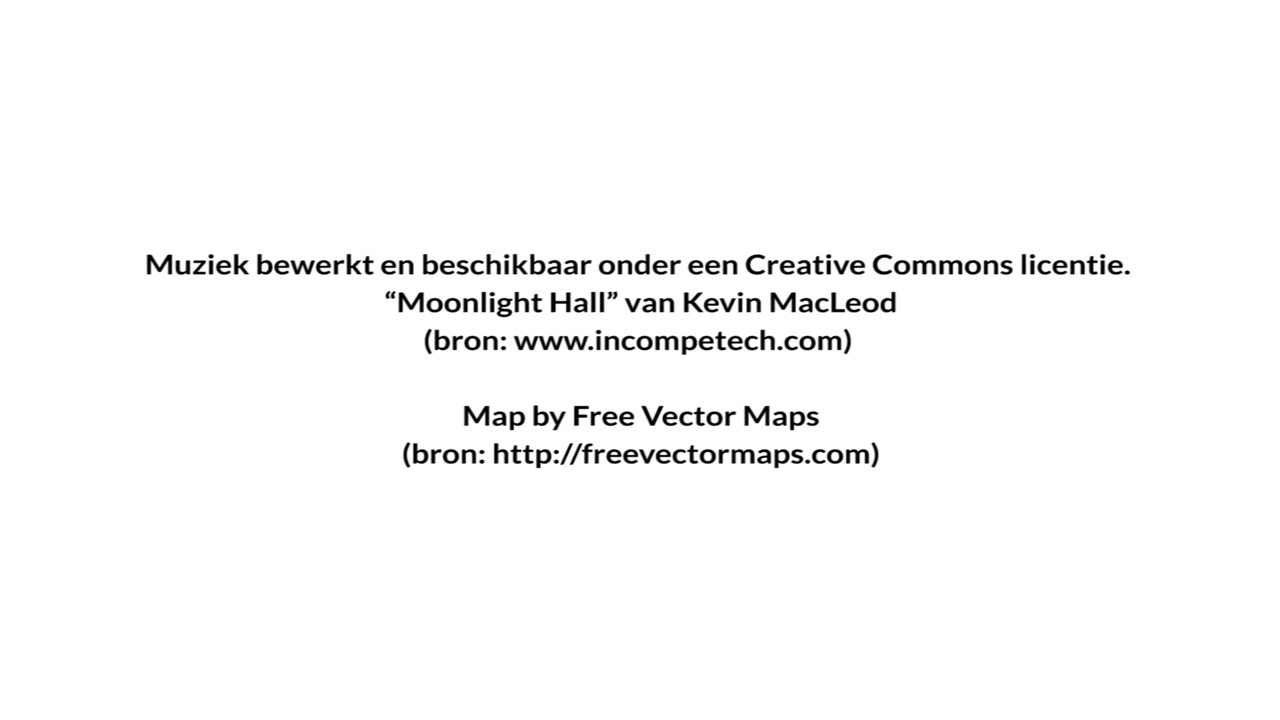 Muziek bewerkt en beschikbaar onder een Creative Commons licentie.
“Moonlight Hall” van Kevin MacLeod
(bron: www.incompetech.com)
Map by Free Vector Maps
(bron: http://freevectormaps.com)